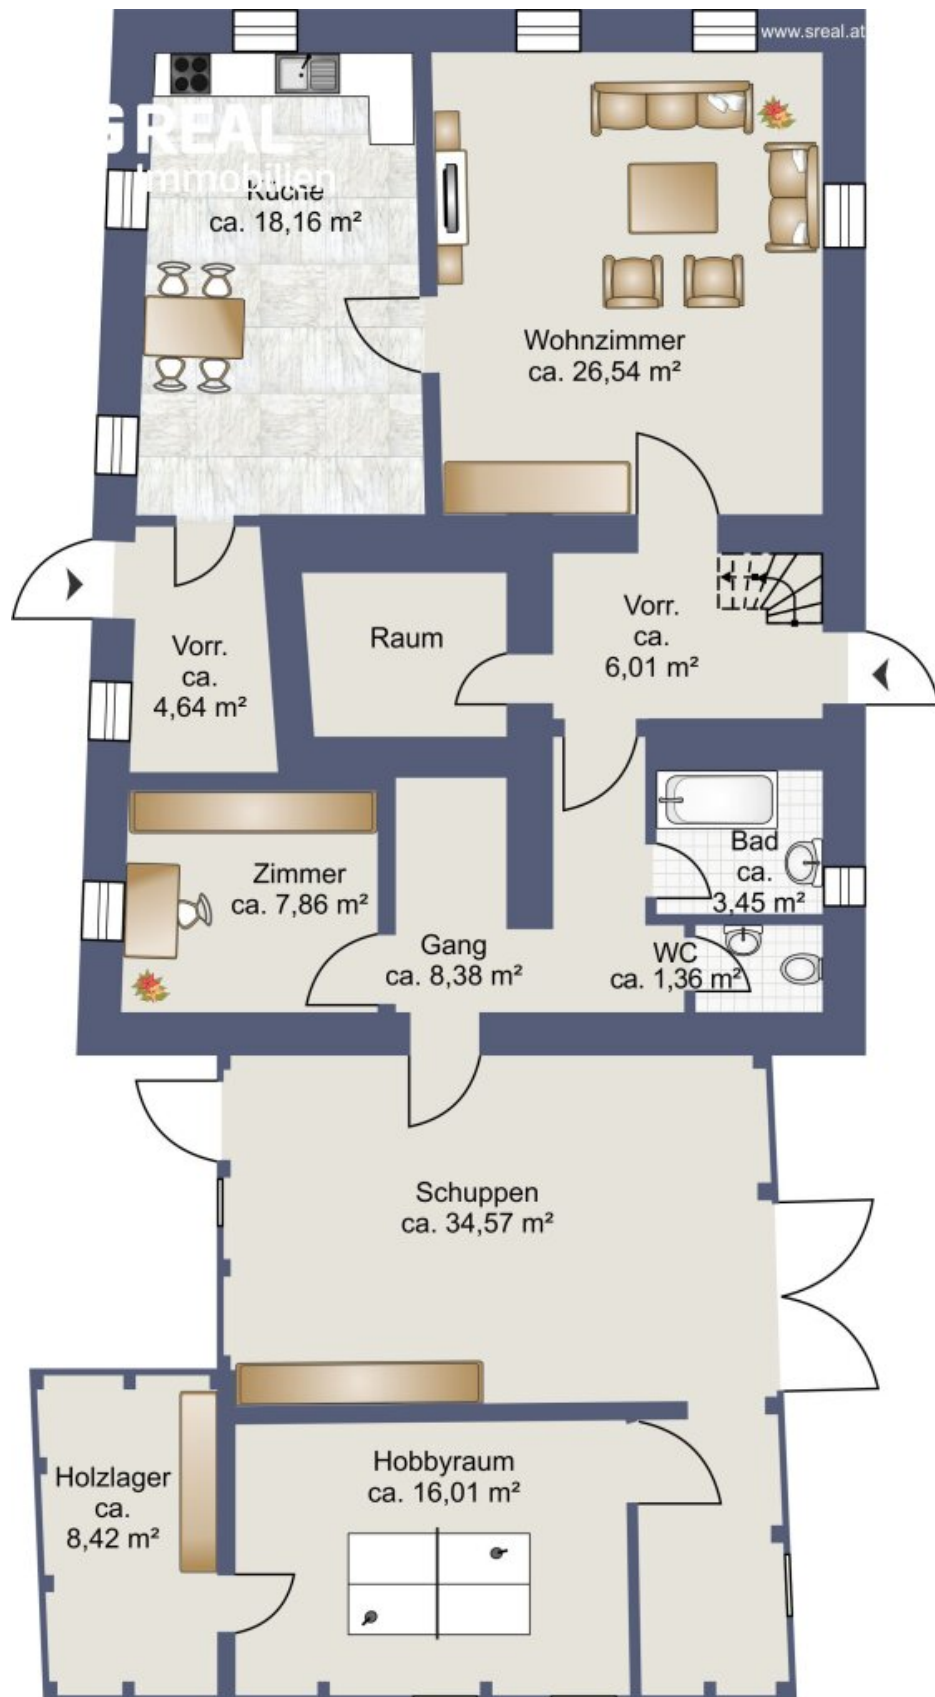 www.sreal.at
REAL
Immobilien
Küche
ca. 18,16 m²
Wohnzimmer
ca. 26,54 m²
Vorr.
ca.
4,64 m²
Raum
Vorr.
ca.
6,01 m²
Zimmer
ca. 7,86 m²
Gang
ca. 8,38 m²
Bad
ca.
3,45 m²
WC
ca. 1,36 m²
Schuppen
ca. 34,57 m²
Holzlager
ca.
8,42 m²
Hobbyraum
ca. 16,01 m²